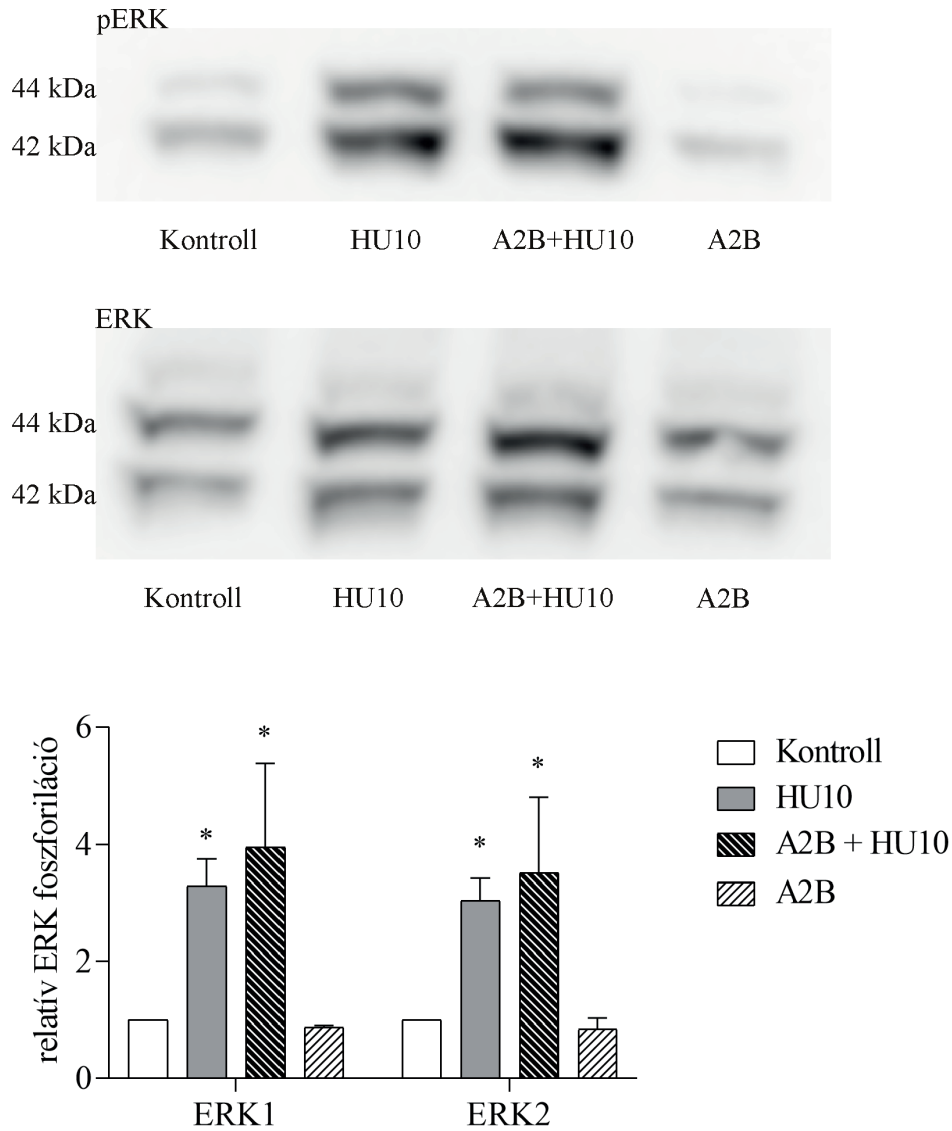 pERK
44 kDa
42 kDa
Kontroll HU10 A2B+HU10 A2B
ERK
44 kDa
42 kDa
Kontroll HU10 A2B+HU10 A2B
relatív ERK foszforiláció
6
4
2
0
* * * *
ERK1 ERK2
Kontroll
HU10
A2B + HU10
A2B